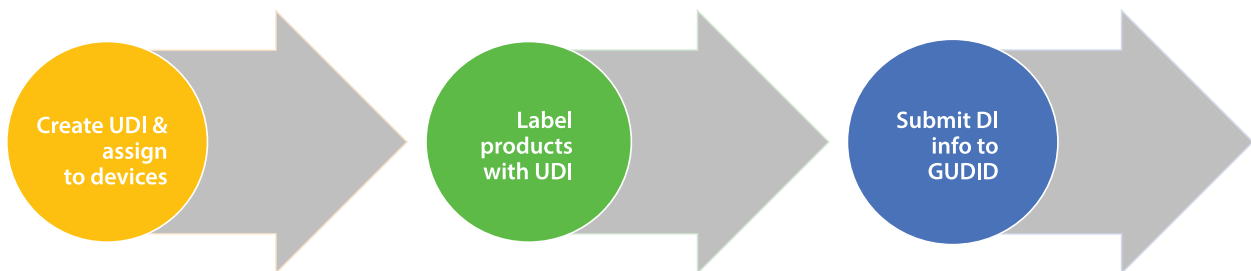 Create UDI &
assign
to devices
Label
products
with UDI
Submit DI
info to
GUDID